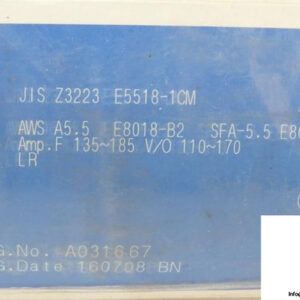 JIS Z3223 E5518-1CM
AWS A5.5 E8018-B2 SFA-5.5 E80
Amp.F 135~185 V/O 110~170
LR
G.No. A031667
G.Date 160708 BN